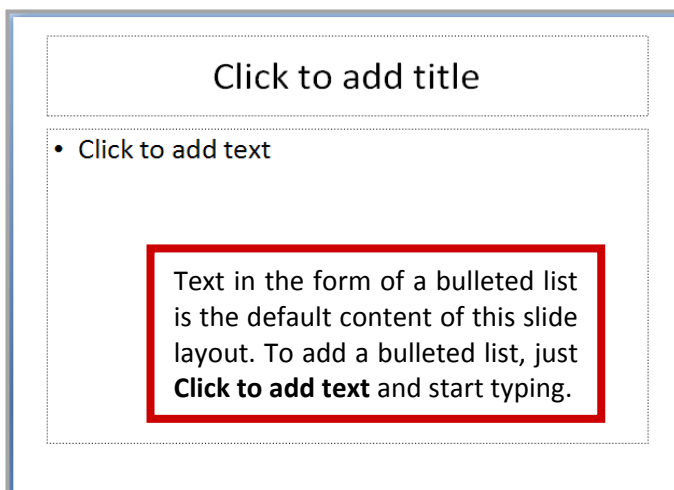 Click to add title
• Click to add text
Text in the form of a bulleted list
is the default content of this slide
layout. To add a bulleted list, just
Click to add text and start typing.